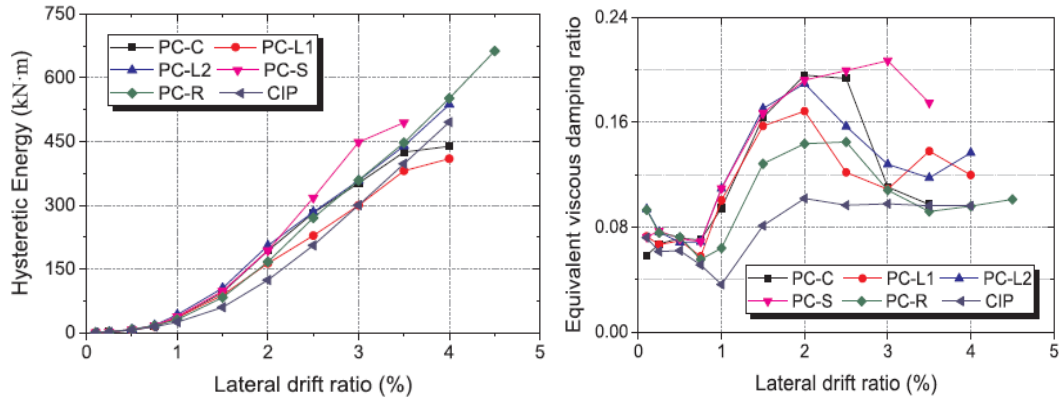 Hysteretic Energy (kN·m)
750
600
450
300
150
0
PC-C PC-L1
PC-L2 PC-S
PC-R CIP
0 1 2 3 4 5
Lateral drift ratio (%)
Equivalent viscous damping ratio
0.24
0.16
0.08
0.00
PC-C PC-L1 PC-L2
PC-S PC-R CIP
0 1 2 3 4 5
Lateral drift ratio (%)